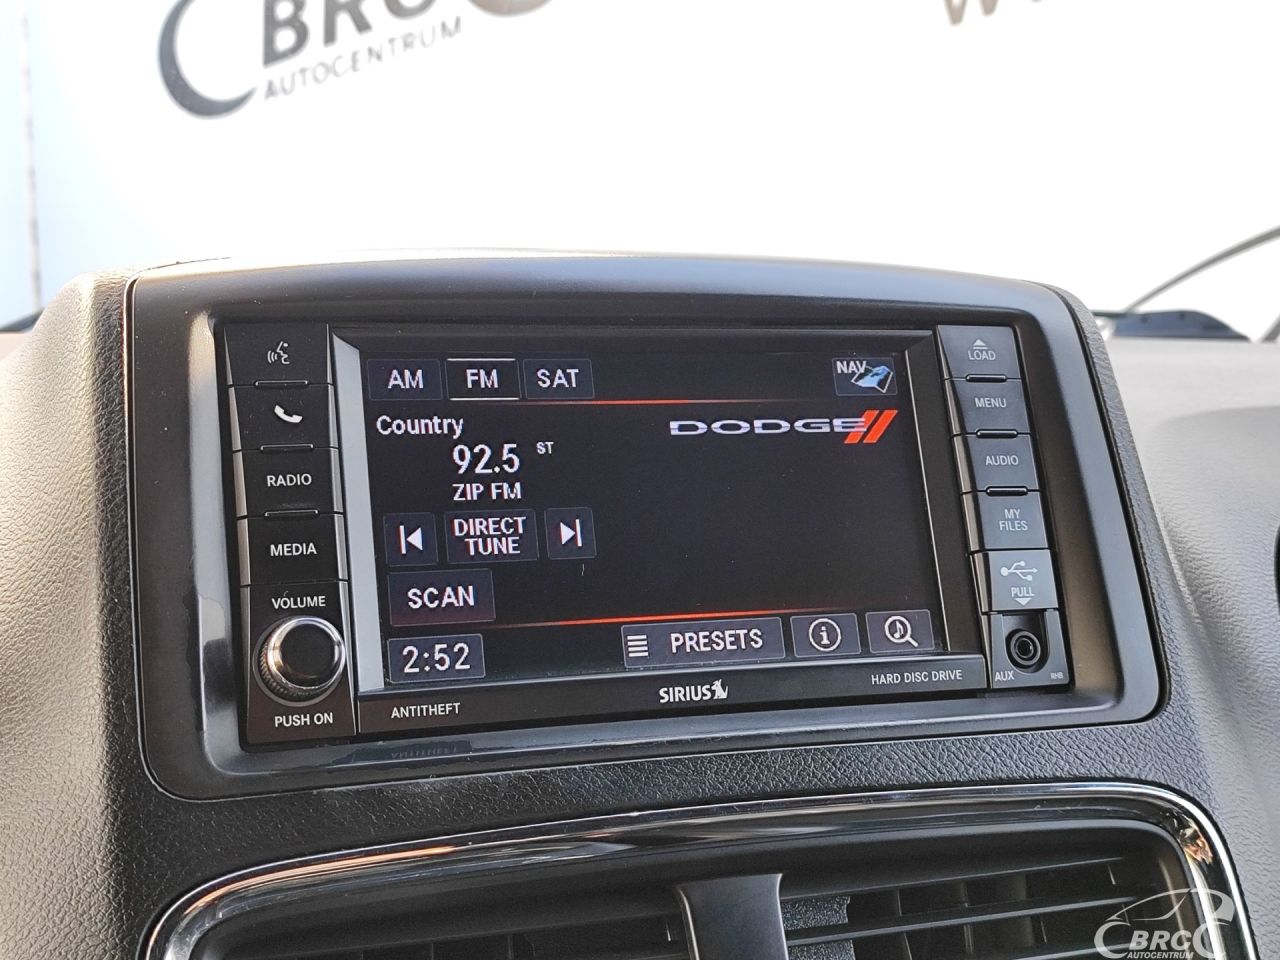 BRC
AUTOCENTRUM
W
LOAD
MENU
RADIO
AUDIO
MEDIA
MY
FILES
VOLUME
PULL
PUSH ON
AUX
RHB
AM FM SAT NAV
Country
DODGE
92.5 ST
ZIP FM
DIRECT
TUNE
SCAN
2:52 PRESETS
ANTITHEFT
SIRIUS
HARD DISC DRIVE
BRC
AUTOCENTRUM